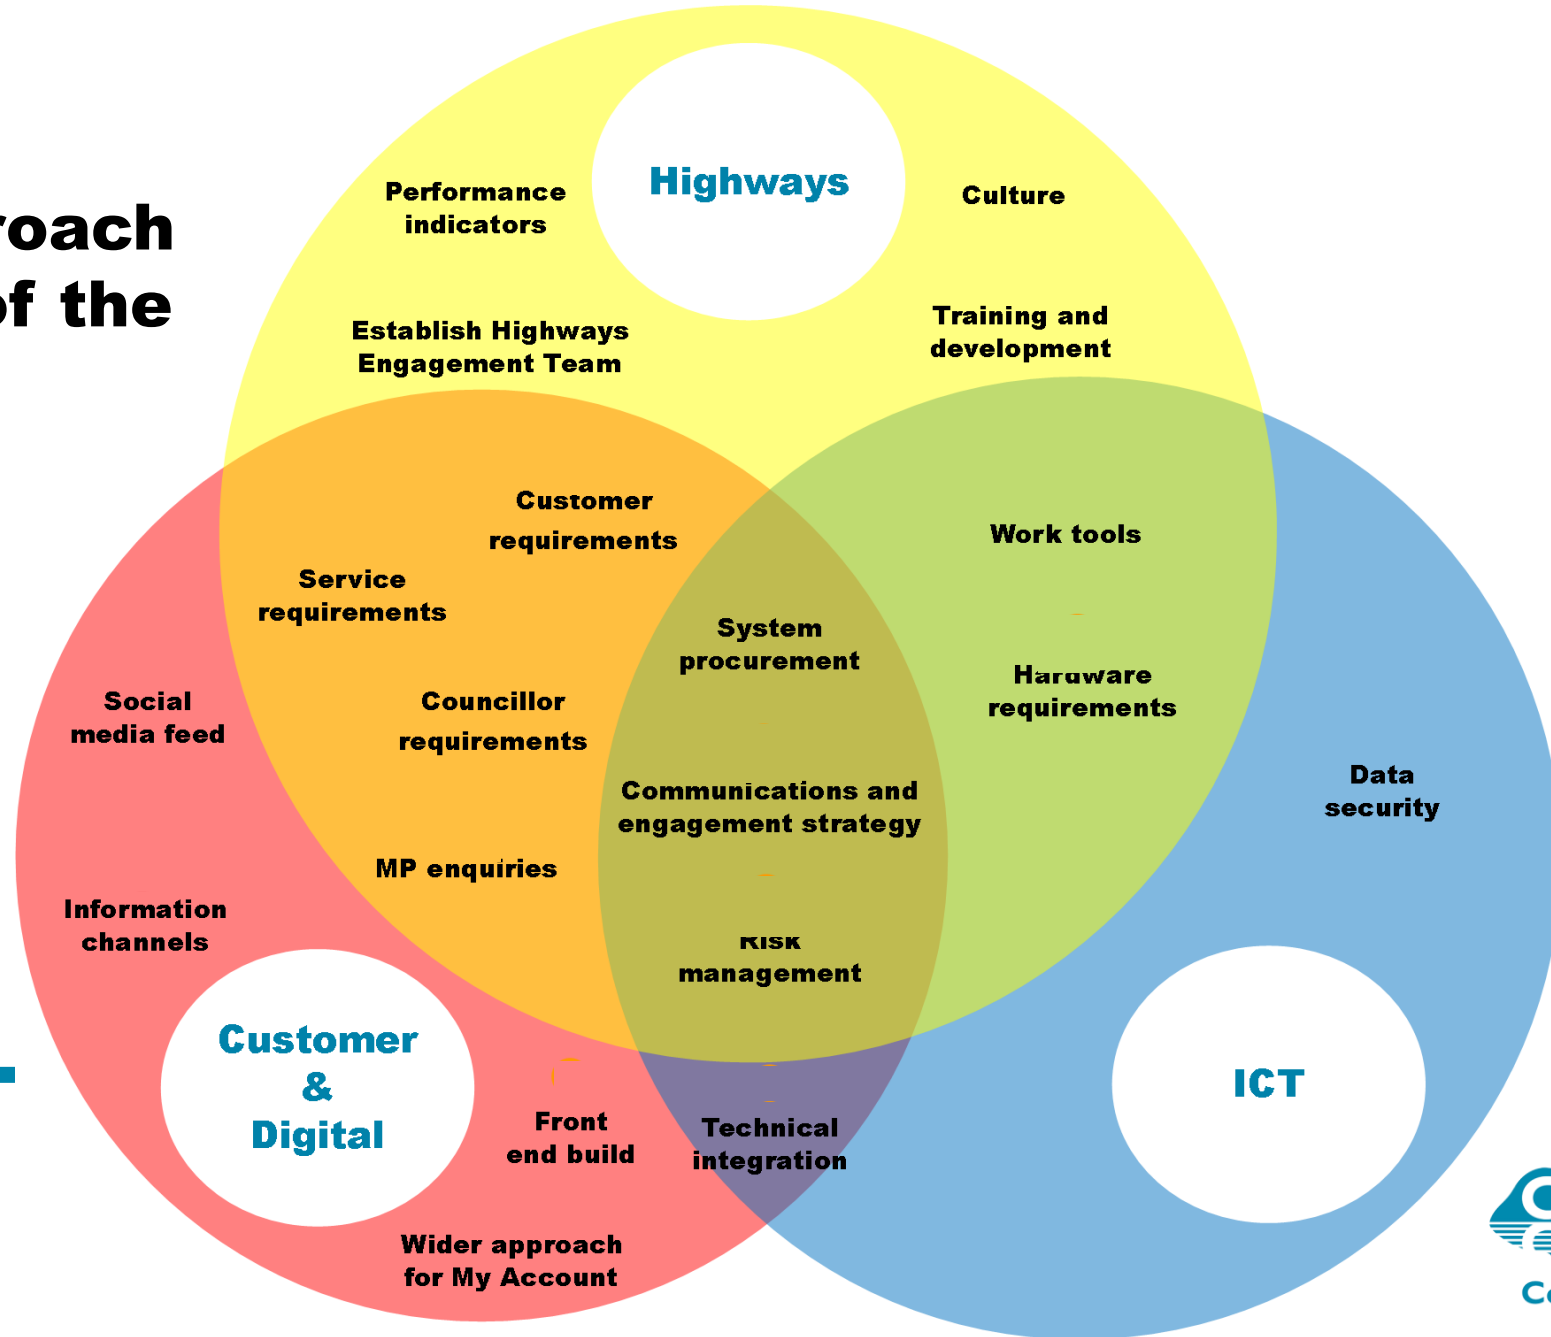 roach
of the
Highways
Performance
indicators
Culture
Establish Highways
Engagement Team
Training and
development
Customer
requirements
Work tools
Service
requirements
System
procurement
Hardware
requirements
Social
media feed
Councillor
requirements
Communications and
engagement strategy
Data
security
MP enquiries
Information
channels
Risk
management
Customer
&
Digital
ICT
Front
end build
Technical
integration
Wider approach
for My Account